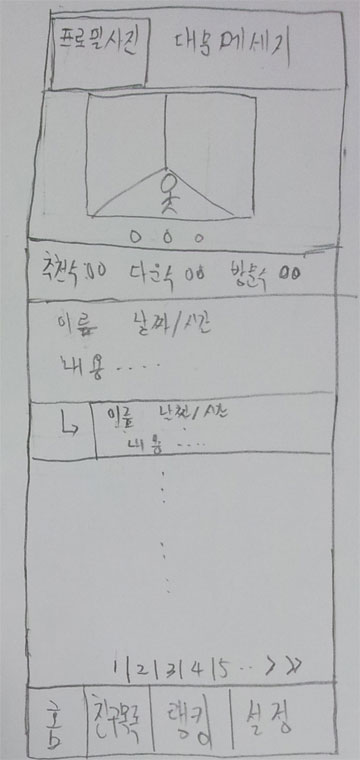 프로필사진 대문메세지
추천수 00 다운수 00 방문수 00
이름 날짜/시간
내용 ....
이름 날짜/시간
내용 ....
1/2/3/4/5.. > >>
홈 친구목록 랭킹 설정